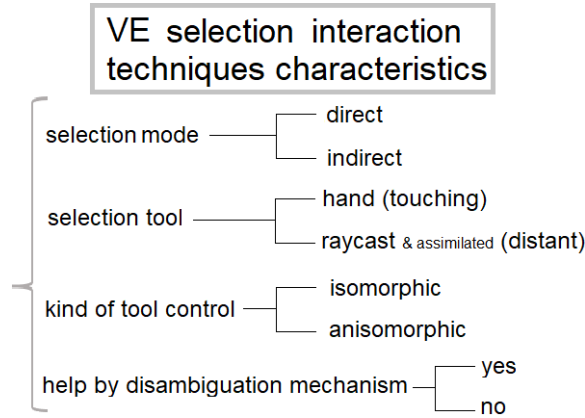 VE selection interaction
techniques characteristics
selection mode
direct
indirect
selection tool
hand (touching)
raycast & assimilated (distant)
kind of tool control
isomorphic
anisomorphic
help by disambiguation mechanism
yes
no